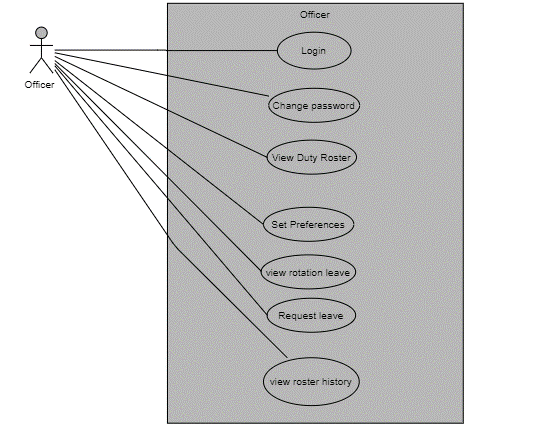 Officer
Login
Officer
Change password
View Duty Roster
Set Preferences
view rotation leave
Request leave
view roster history